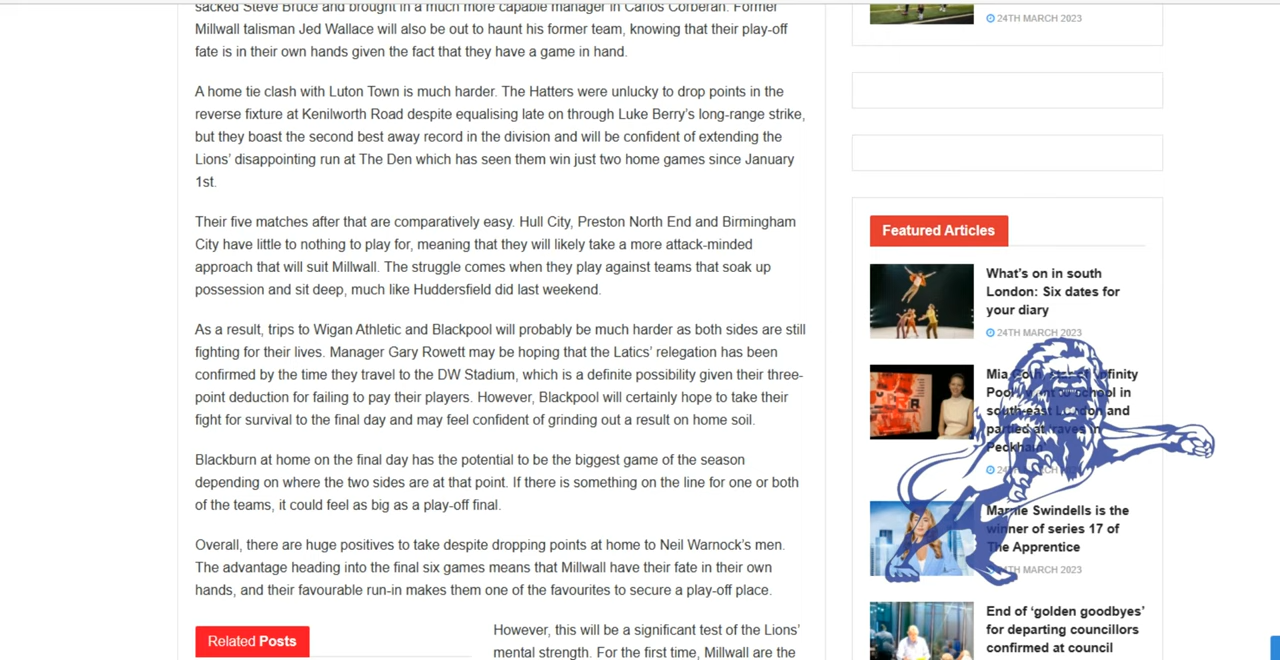 sacked Steve Bruce and brought in a much more capable manager in Carlos Corberan. Former
Millwall talisman Jed Wallace will also be out to haunt his former team, knowing that their play-off
fate is in their own hands given the fact that they have a game in hand.
A home tie clash with Luton Town is much harder. The Hatters were unlucky to drop points in the
reverse fixture at Kenilworth Road despite equalising late on through Luke Berry’s long-range strike,
but they boast the second best away record in the division and will be confident of extending the
Lions’ disappointing run at The Den which has seen them win just two home games since January
1st.
Their five matches after that are comparatively easy. Hull City, Preston North End and Birmingham
City have little to nothing to play for, meaning that they will likely take a more attack-minded
approach that will suit Millwall. The struggle comes when they play against teams that soak up
possession and sit deep, much like Huddersfield did last weekend.
As a result, trips to Wigan Athletic and Blackpool will probably be much harder as both sides are still
fighting for their lives. Manager Gary Rowett may be hoping that the Latics’ relegation has been
confirmed by the time they travel to the DW Stadium, which is a definite possibility given their three-
point deduction for failing to pay their players. However, Blackpool will certainly hope to take their
fight for survival to the final day and may feel confident of grinding out a result on home soil.
Blackburn at home on the final day has the potential to be the biggest game of the season
depending on where the two sides are at that point. If there is something on the line for one or both
of the teams, it could feel as big as a play-off final.
Overall, there are huge positives to take despite dropping points at home to Neil Warnock’s men.
The advantage heading into the final six games means that Millwall have their fate in their own
hands, and their favourable run-in makes them one of the favourites to secure a play-off place.
Related Posts
However, this will be a significant test of the Lions’
mental strength. For the first time, Millwall are the
24TH MARCH 2023
Featured Articles
What’s on in south
London: Six dates for
your diary
24TH MARCH 2023
Mia Goth, star of Infinity
Pool, went to school in
south-east London and
partied at raves in
Peckham
Marnie Swindells is the
winner of series 17 of
The Apprentice
24TH MARCH 2023
End of ‘golden goodbyes’
for departing councillors
confirmed at council